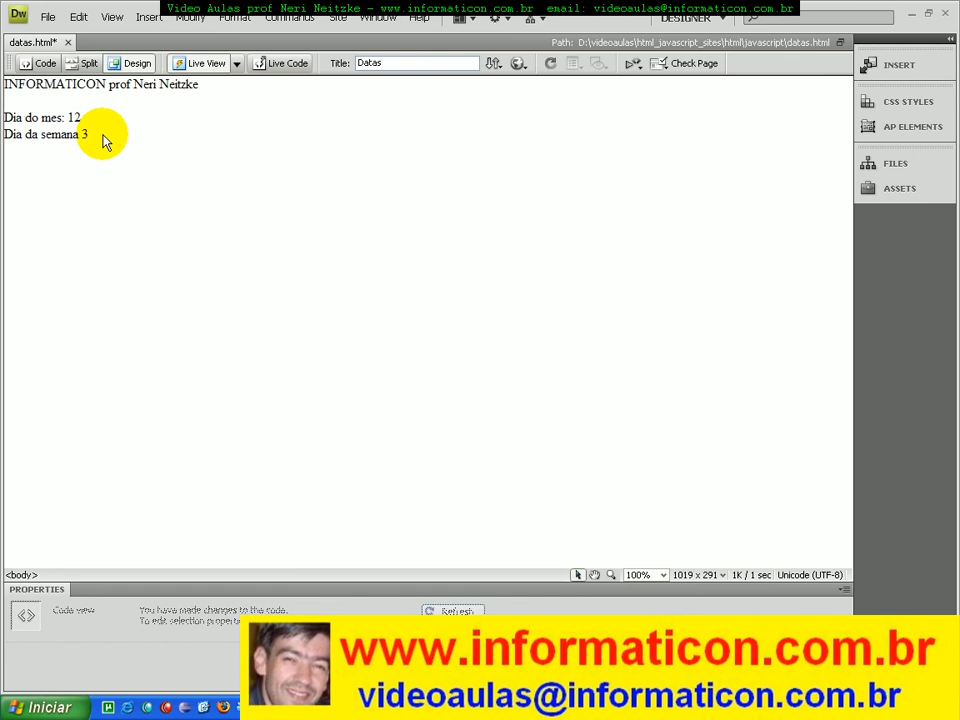 Video Aulas prof Neri Neitzke - www.informaticon.com.br email: videoaulas@informaticon.com.br
Dw File Edit View Insert Modify Format Commands Site Window Help DESIGNER
datas.html* Path: D:\videoaulas\html_javascript_sites\html\javascript\datas.html
Code Split Design Live View Live Code Title: Datas Check Page
INFORMATICON prof Neri Neitzke
Dia do mes: 12
Dia da semana 3
INSERT
CSS STYLES
AP ELEMENTS
FILES
ASSETS
<body> 100% 1019 x 291 1K / 1 sec Unicode (UTF-8)
PROPERTIES
Code view You have made changes to the code. Refresh
To edit selection
www.informaticon.com.br
videoaulas@informaticon.com.br
Iniciar